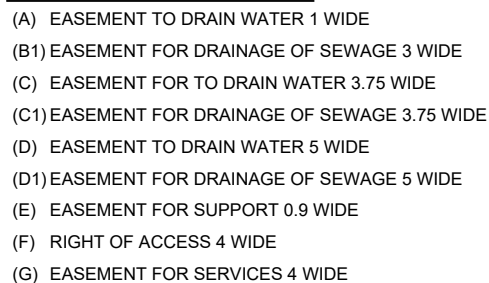 (A) EASEMENT TO DRAIN WATER 1 WIDE
(B1) EASEMENT FOR DRAINAGE OF SEWAGE 3 WIDE
(C) EASEMENT FOR TO DRAIN WATER 3.75 WIDE
(C1) EASEMENT FOR DRAINAGE OF SEWAGE 3.75 WIDE
(D) EASEMENT TO DRAIN WATER 5 WIDE
(D1) EASEMENT FOR DRAINAGE OF SEWAGE 5 WIDE
(E) EASEMENT FOR SUPPORT 0.9 WIDE
(F) RIGHT OF ACCESS 4 WIDE
(G) EASEMENT FOR SERVICES 4 WIDE